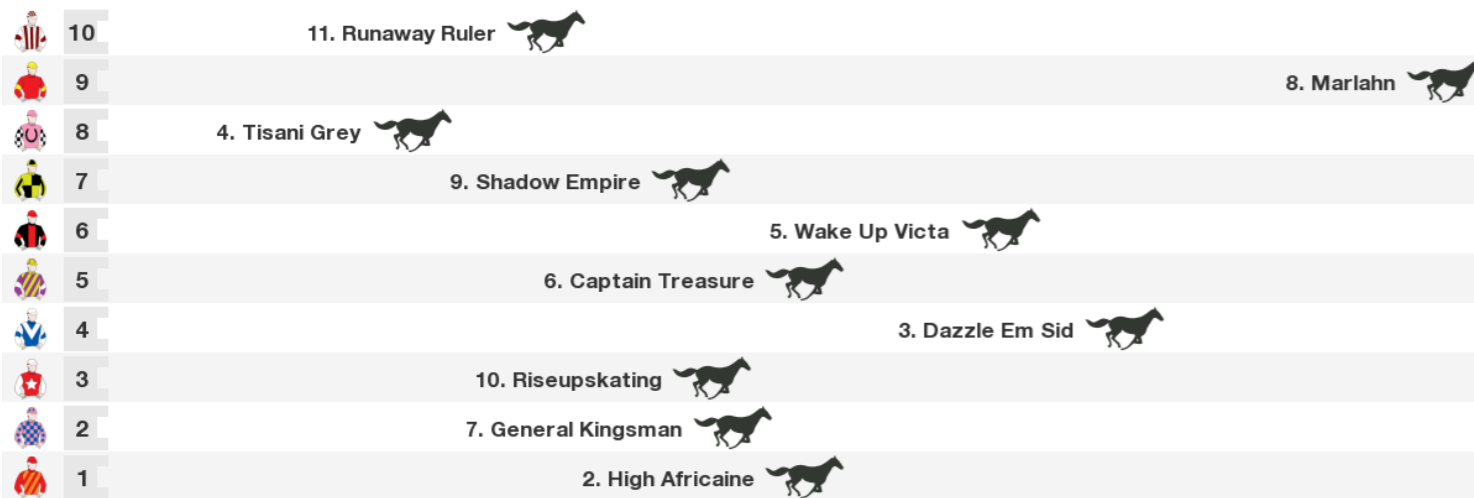 10 11. Runaway Ruler
9 8. Marlahn
8 4. Tisani Grey
7 9. Shadow Empire
6 5. Wake Up Victa
5 6. Captain Treasure
4 3. Dazzle Em Sid
3 10. Riseupskating
2 7. General Kingsman
1 2. High Africaine